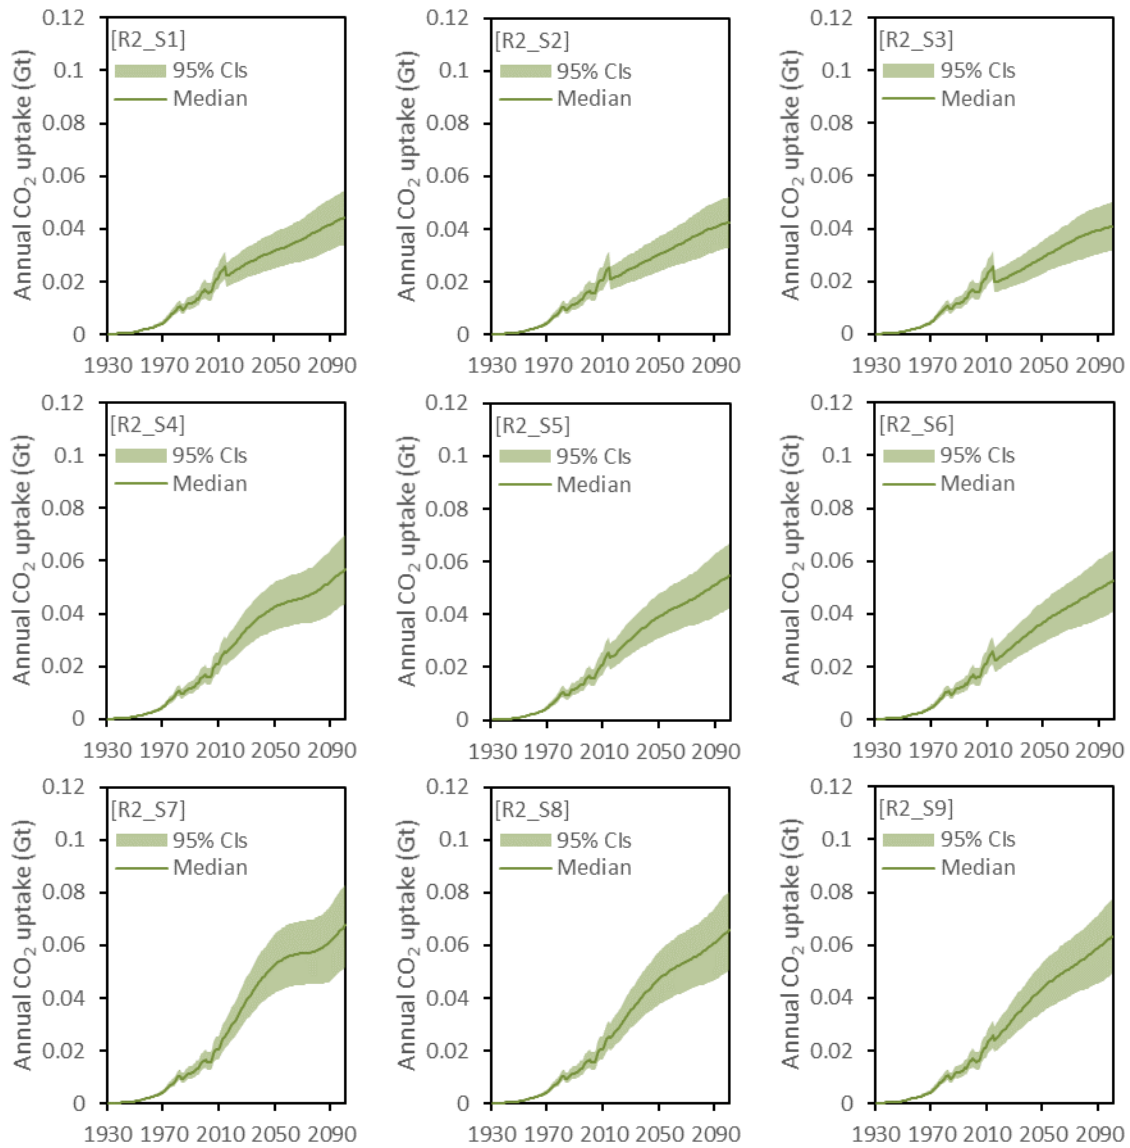 0.12
[R2_S1]
0.1
95% CIs
Median
0.08
0.06
0.04
0.02
0
Annual CO₂ uptake (Gt)
1930 1970 2010 2050 2090
0.12
[R2_S2]
0.1
95% CIs
Median
0.08
0.06
0.04
0.02
0
Annual CO₂ uptake (Gt)
1930 1970 2010 2050 2090
0.12
[R2_S3]
0.1
95% CIs
Median
0.08
0.06
0.04
0.02
0
Annual CO₂ uptake (Gt)
1930 1970 2010 2050 2090
0.12
[R2_S4]
0.1
95% CIs
Median
0.08
0.06
0.04
0.02
0
Annual CO₂ uptake (Gt)
1930 1970 2010 2050 2090
0.12
[R2_S5]
0.1
95% CIs
Median
0.08
0.06
0.04
0.02
0
Annual CO₂ uptake (Gt)
1930 1970 2010 2050 2090
0.12
[R2_S6]
0.1
95% CIs
Median
0.08
0.06
0.04
0.02
0
Annual CO₂ uptake (Gt)
1930 1970 2010 2050 2090
0.12
[R2_S7]
0.1
95% CIs
Median
0.08
0.06
0.04
0.02
0
Annual CO₂ uptake (Gt)
1930 1970 2010 2050 2090
0.12
[R2_S8]
0.1
95% CIs
Median
0.08
0.06
0.04
0.02
0
Annual CO₂ uptake (Gt)
1930 1970 2010 2050 2090
0.12
[R2_S9]
0.1
95% CIs
Median
0.08
0.06
0.04
0.02
0
Annual CO₂ uptake (Gt)
1930 1970 2010 2050 2090